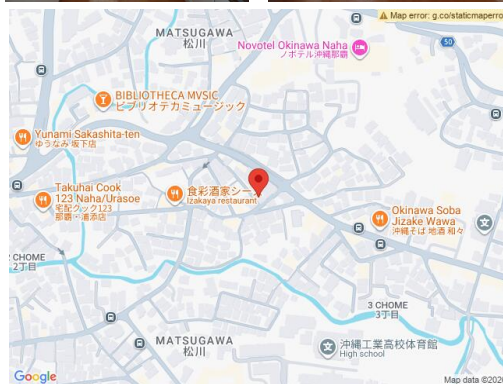 Map error: g.co/staticmaperro
MATSUGAWA
松川
Novotel Okinawa Naha
ノボテル沖縄那覇
50
BIBLIOTHECA MVSIC
ビブリオテカミュージック
Yunami Sakashita-ten
ゆうなみ 坂下店
Takuhai Cook
123 Naha/Urasoe
宅配クック123
那覇・浦添店
食彩酒家シーサ
Izakaya restaurant
Okinawa Soba
Jizake Wawa
沖縄そば 地酒 和々
2 CHOME
2丁目
3 CHOME
3丁目
MATSUGAWA
松川
沖縄工業高校体育館
High school
Google
Map data ©2026